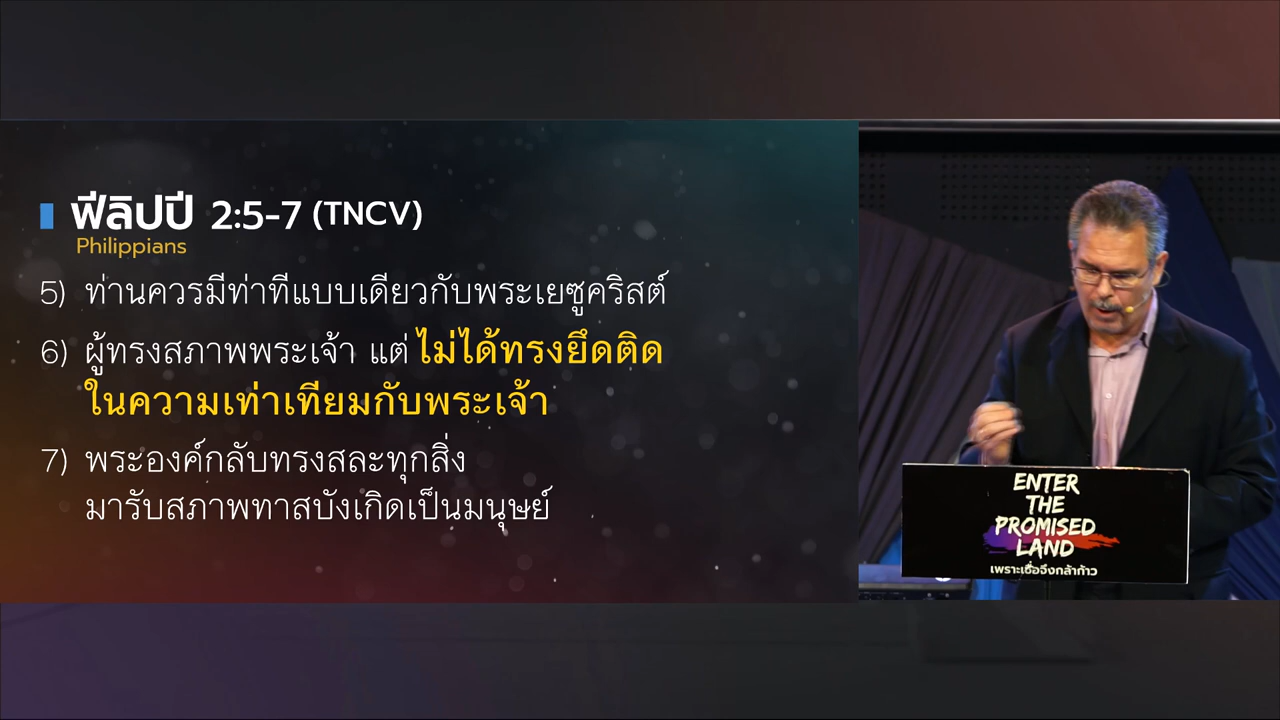 ฟีลิปปี 2:5-7 (TNCV)
Philippians
5) ท่านควรมีท่าทีแบบเดียวกับพระเยซูคริสต์
6) ผู้ทรงสภาพพระเจ้า แต่ ไม่ได้ทรงยึดติด
ในความเท่าเทียมกับพระเจ้า
7) พระองค์กลับทรงสละทุกสิ่ง
มารับสภาพทาสบังเกิดเป็นมนุษย์
ENTER
THE
PROMISED
LAND
เพราะเชื่อจึงกล้าก้าว